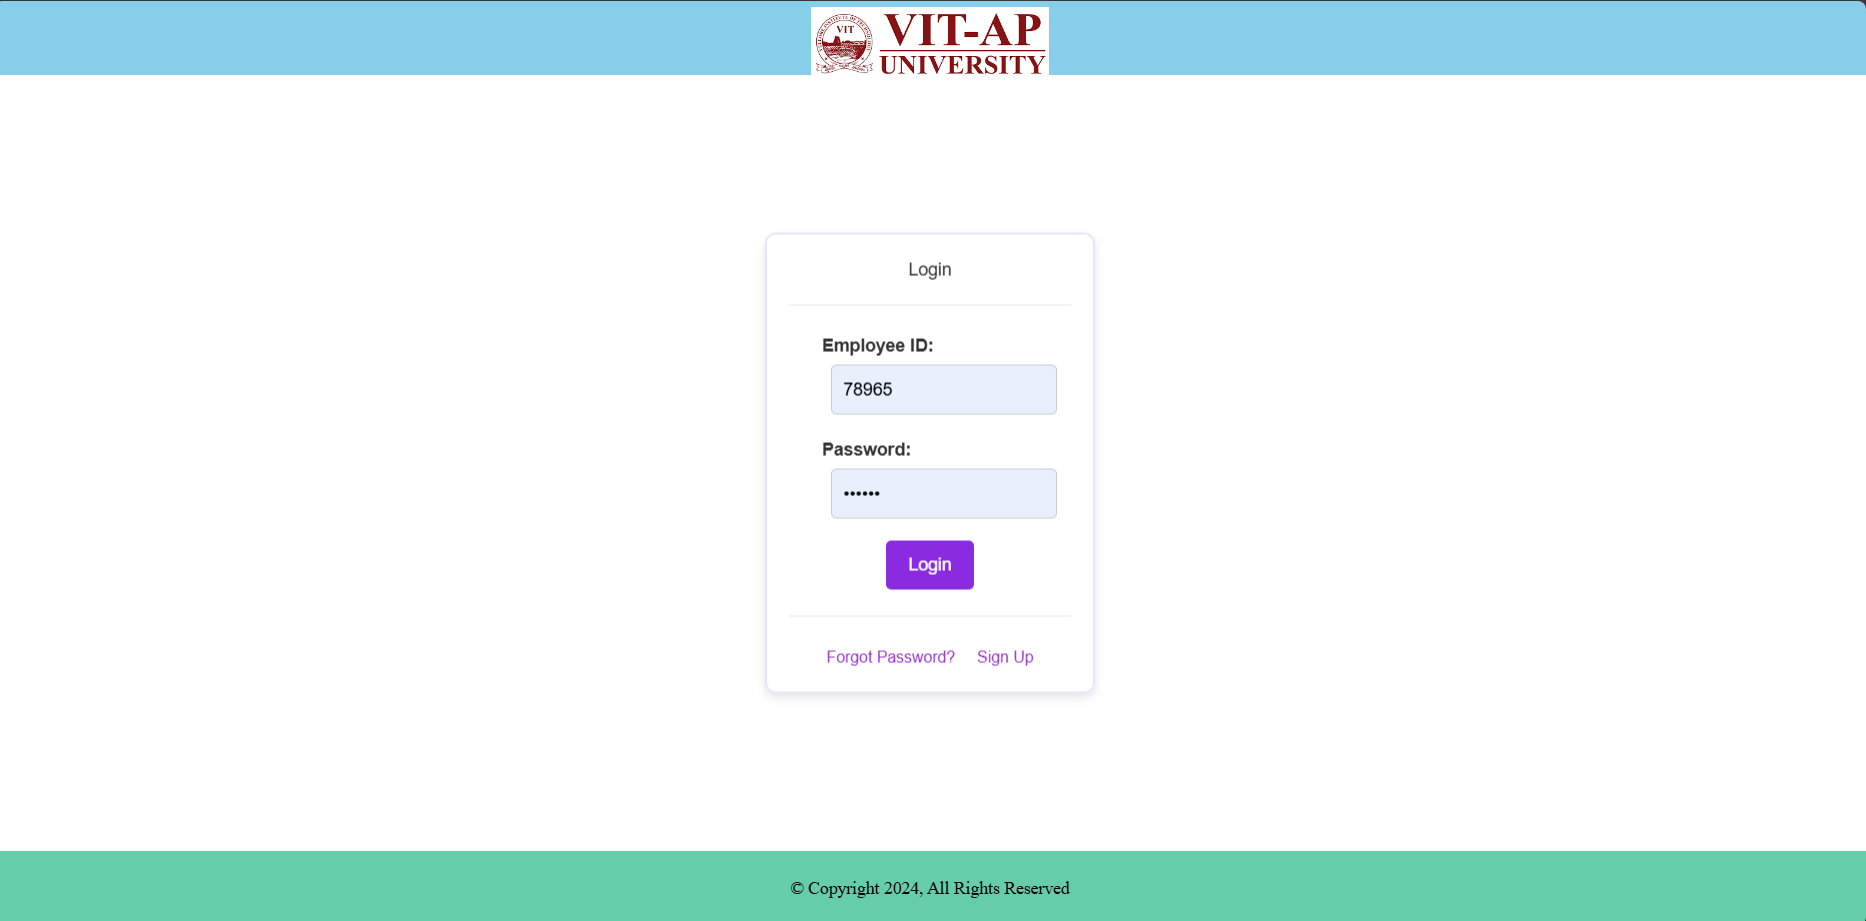 VIT
VIT-AP
UNIVERSITY
Login
Employee ID:
78965
Password:
••••••
Login
Forgot Password? Sign Up
© Copyright 2024, All Rights Reserved